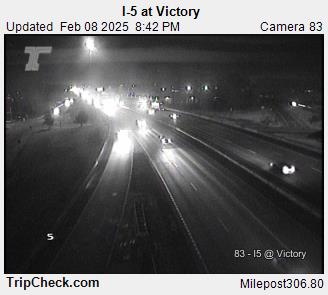 I-5 at Victory
Updated  Feb 08 2025  8:42 PM
Camera 83
T
S
83 - I5 @ Victory
TripCheck.com
Milepost306.80